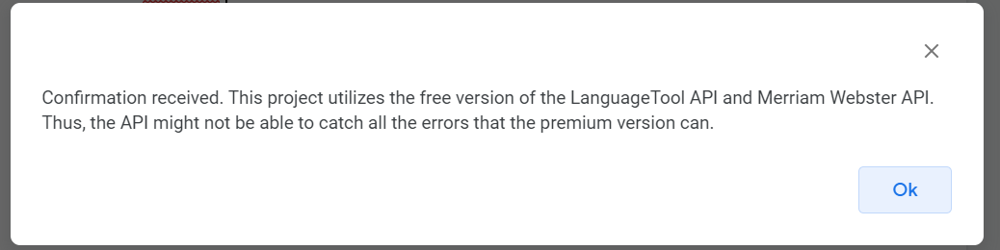 Confirmation received. This project utilizes the free version of the LanguageTool API and Merriam Webster API.
Thus, the API might not be able to catch all the errors that the premium version can.
Ok